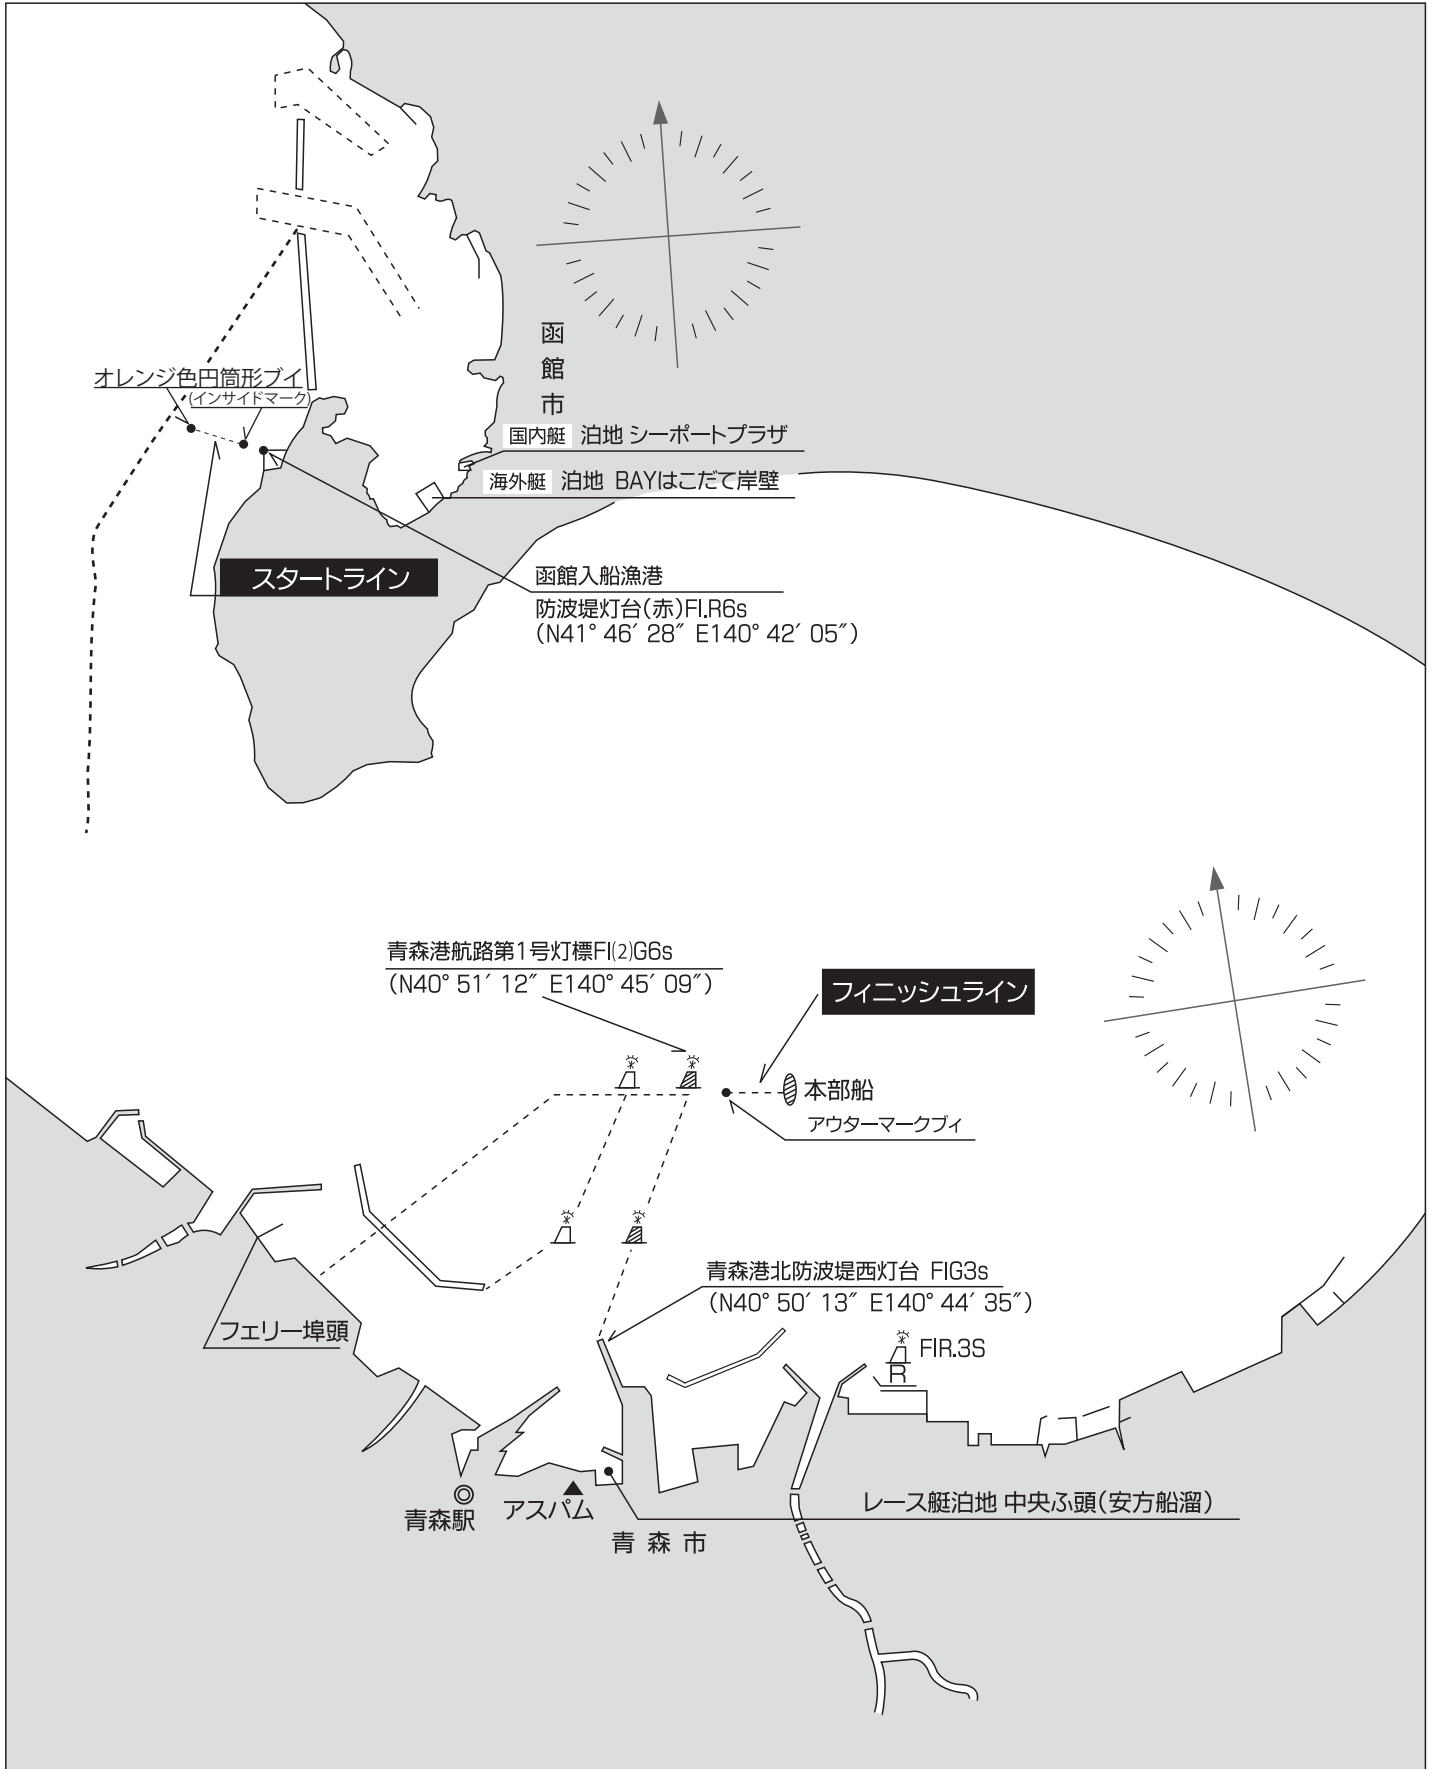 函館市
オレンジ色円筒形ブイ
(インサイドマーク)
国内艇 泊地 シーポートプラザ
海外艇 泊地 BAYはこだて岸壁
スタートライン
函館入船漁港
防波堤灯台(赤)Fl.R6s
(N41° 46′ 28″ E140° 42′ 05″)
青森港航路第1号灯標Fl(2)G6s
(N40° 51′ 12″ E140° 45′ 09″)
フィニッシュライン
本部船
アウターマークブイ
青森港北防波堤西灯台 FlG3s
(N40° 50′ 13″ E140° 44′ 35″)
フェリー埠頭
FlR.3S
R
レース艇泊地 中央ふ頭(安方船溜)
青森駅
アスパム
青森市